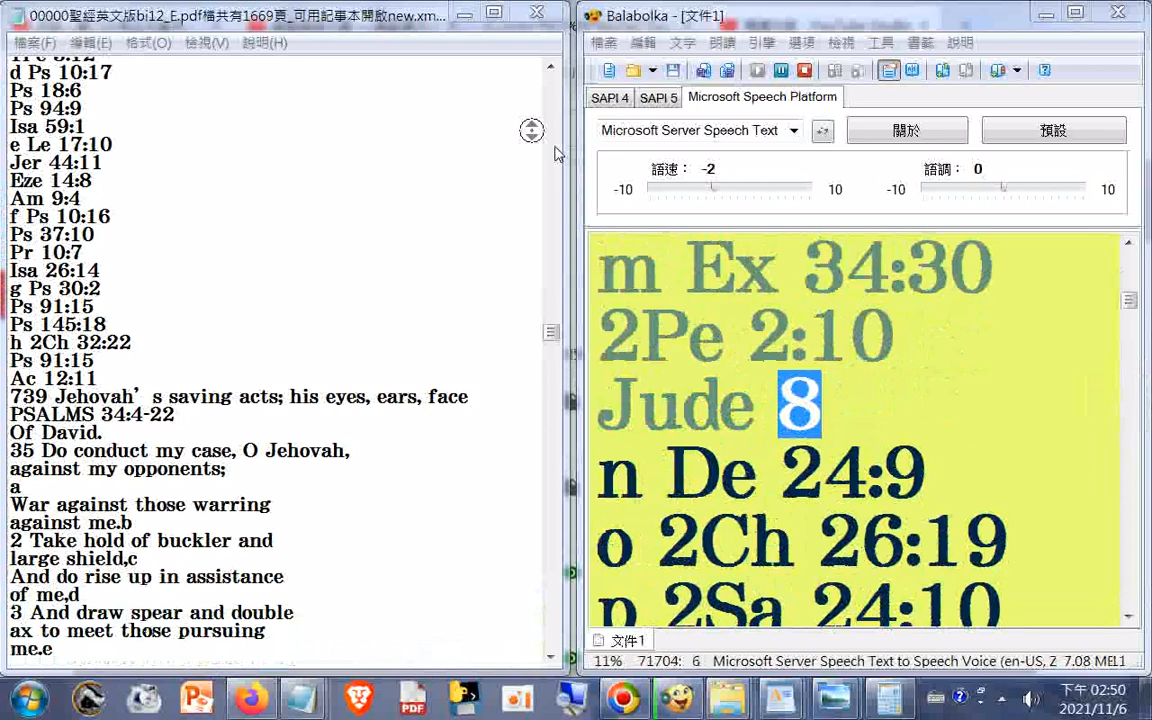 00000聖經英文版bi12_E.pdf檔共有1669頁_可用記事本開啟new.xm...
檔案(F) 編輯(E) 格式(O) 檢視(V) 說明(H)
d Ps 10:17
Ps 18:6
Ps 94:9
Isa 59:1
e Le 17:10
Jer 44:11
Eze 14:8
Am 9:4
f Ps 10:16
Ps 37:10
Pr 10:7
Isa 26:14
g Ps 30:2
Ps 91:15
Ps 145:18
h 2Ch 32:22
Ps 91:15
Ac 12:11
739 Jehovah’s saving acts; his eyes, ears, face
PSALMS 34:4-22
Of David.
35 Do conduct my case, O Jehovah,
against my opponents;
a
War against those warring
against me.b
2 Take hold of buckler and
large shield,c
And do rise up in assistance
of me,d
3 And draw spear and double
ax to meet those pursuing
me.e
Balabolka - [文件1]
檔案 編輯 文字 朗讀 引擎 選項 檢視 工具 書籤 說明
SAPI 4 SAPI 5 Microsoft Speech Platform
Microsoft Server Speech Text 關於 預設
語速： -2 語調： 0
-10 10 -10 10
m Ex 34:30
2Pe 2:10
Jude 8
n De 24:9
o 2Ch 26:19
p 2Sa 24:10
文件1
11% 71704: 6 Microsoft Server Speech Text to Speech Voice (en-US, Z 7.08 ME
下午 02:50
2021/11/6